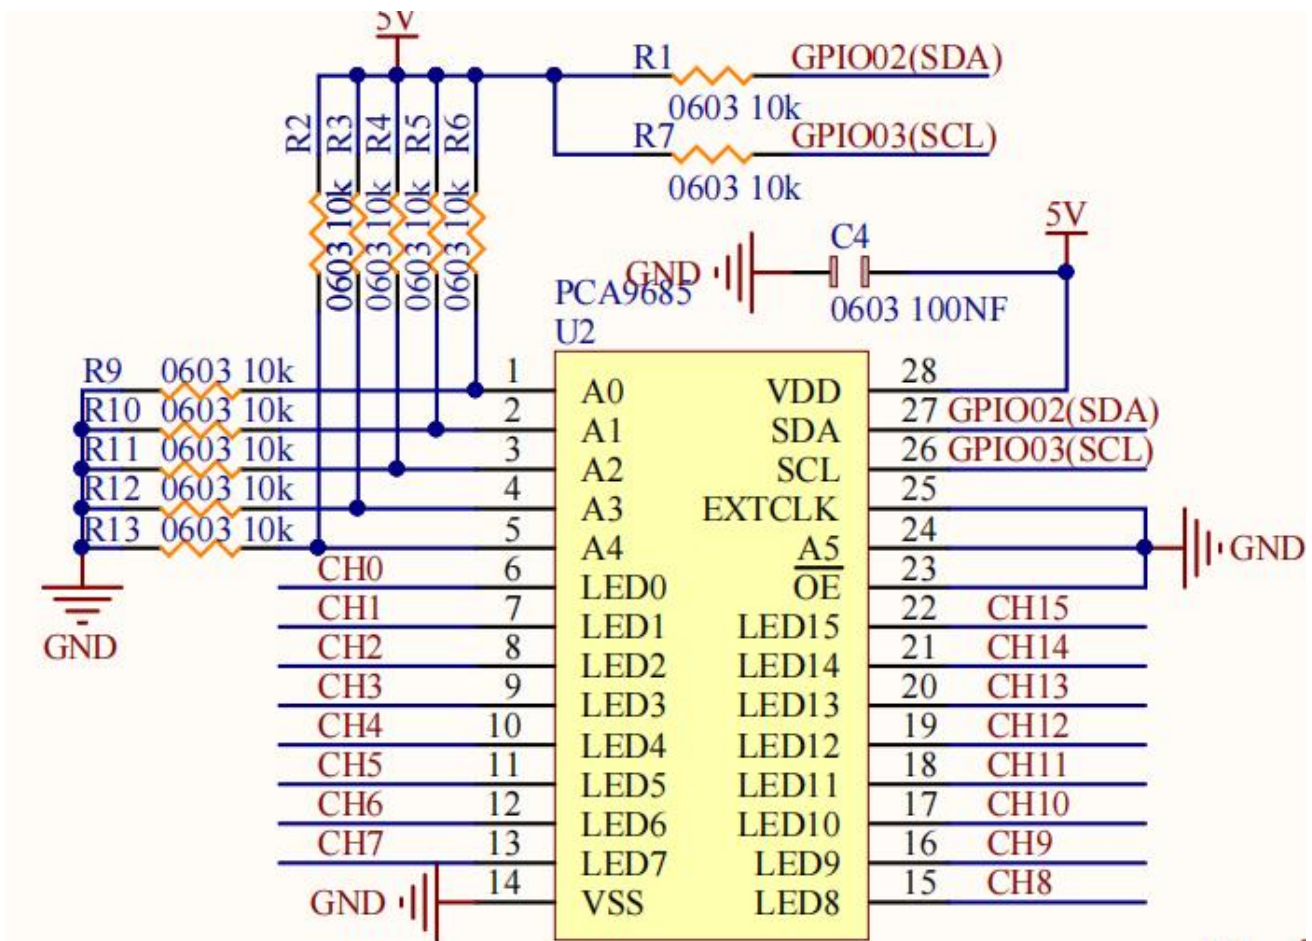 5V
R1 GPIO02(SDA)
0603 10k
R7 GPIO03(SCL)
0603 10k
R2 R3 R4 R5 R6
0603 10k 0603 10k 0603 10k 0603 10k 0603 10k
5V
C4
GND
0603 100NF
PCA9685
U2
R9 0603 10k 1 A0 VDD 28
R10 0603 10k 2 A1 SDA 27 GPIO02(SDA)
R11 0603 10k 3 A2 SCL 26 GPIO03(SCL)
R12 0603 10k 4 A3 EXTCLK 25
R13 0603 10k 5 A4 A5 24 GND
CH0 6 LED0 OE 23
CH1 7 LED1 LED15 22 CH15
GND
CH2 8 LED2 LED14 21 CH14
CH3 9 LED3 LED13 20 CH13
CH4 10 LED4 LED12 19 CH12
CH5 11 LED5 LED11 18 CH11
CH6 12 LED6 LED10 17 CH10
CH7 13 LED7 LED9 16 CH9
GND 14 VSS LED8 15 CH8